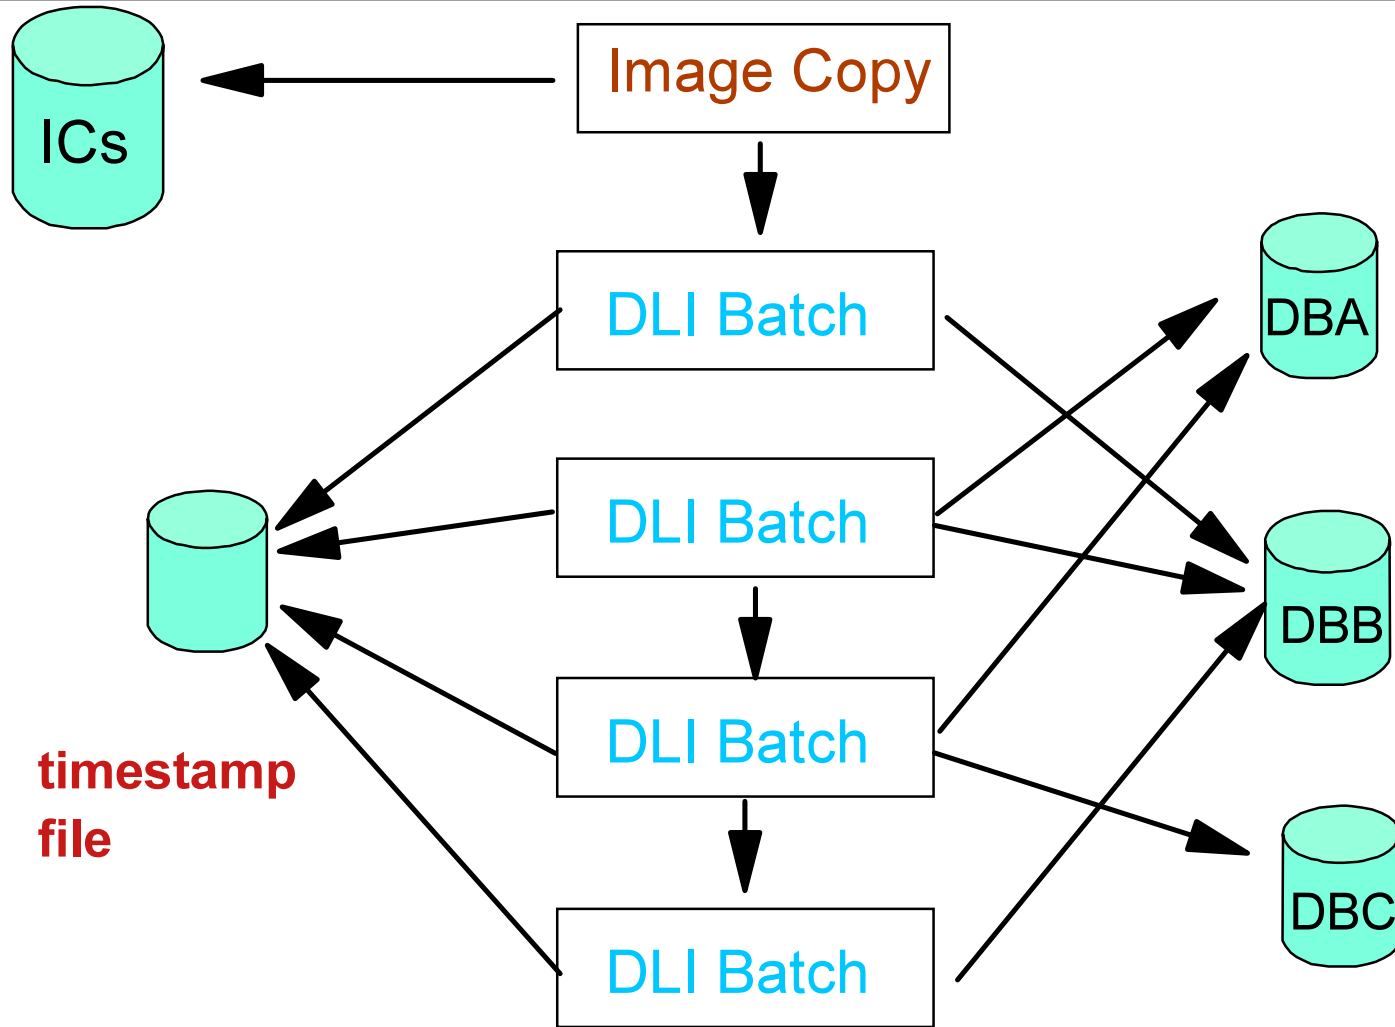 Image Copy
ICs
DLI Batch
DBA
DLI Batch
DBB
DLI Batch
timestamp
file
DBC
DLI Batch